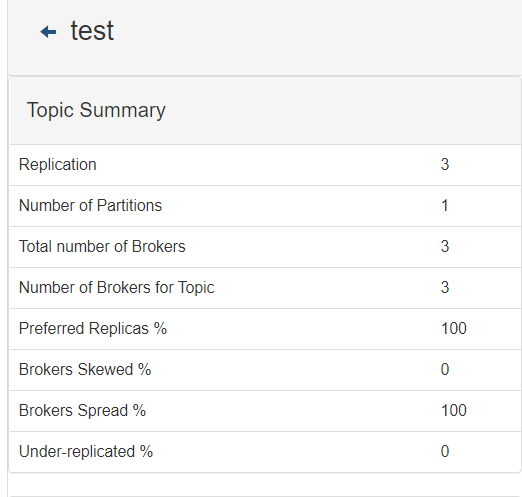 test
Topic Summary
Replication 3
Number of Partitions 1
Total number of Brokers 3
Number of Brokers for Topic 3
Preferred Replicas % 100
Brokers Skewed % 0
Brokers Spread % 100
Under-replicated % 0